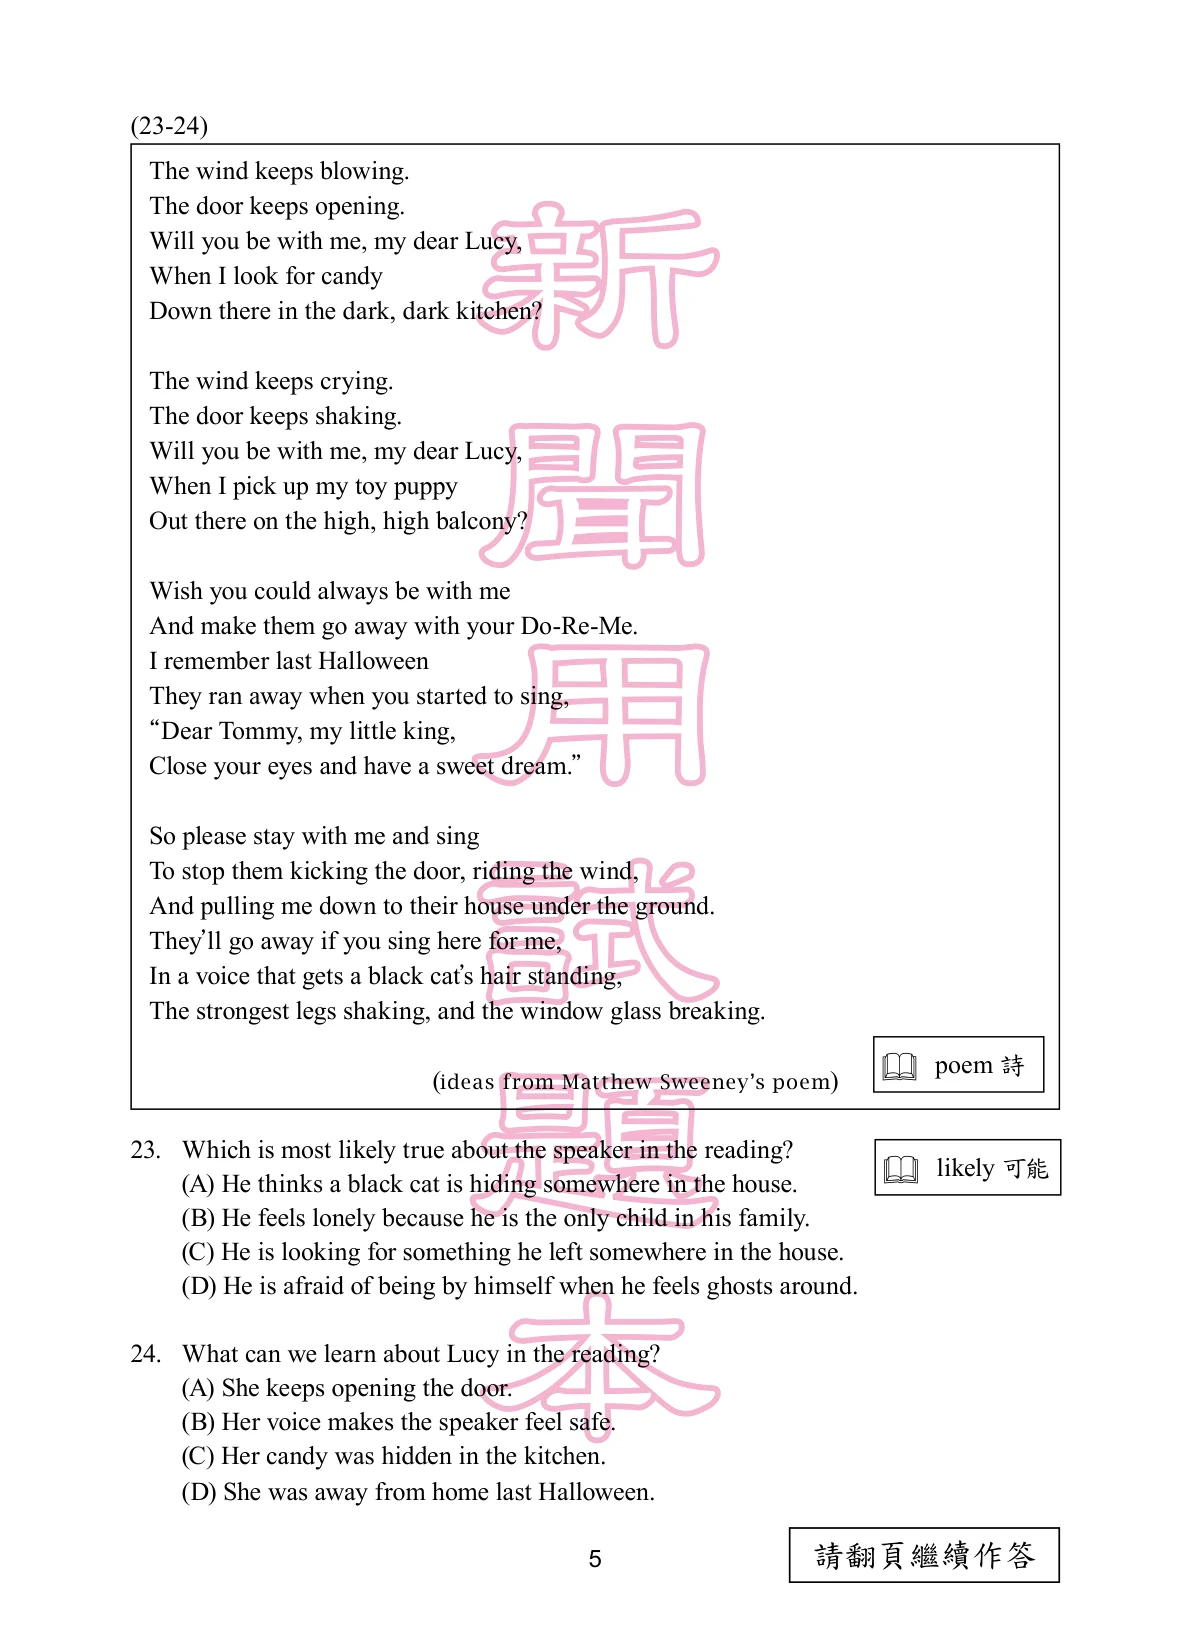 (23-24)
The wind keeps blowing.
The door keeps opening.
Will you be with me, my dear Lucy,
When I look for candy
Down there in the dark, dark kitchen?
The wind keeps crying.
The door keeps shaking.
Will you be with me, my dear Lucy,
When I pick up my toy puppy
Out there on the high, high balcony?
Wish you could always be with me
And make them go away with your Do-Re-Me.
I remember last Halloween
They ran away when you started to sing,
“Dear Tommy, my little king,
Close your eyes and have a sweet dream.”
So please stay with me and sing
To stop them kicking the door, riding the wind,
And pulling me down to their house under the ground.
They’ll go away if you sing here for me,
In a voice that gets a black cat’s hair standing,
The strongest legs shaking, and the window glass breaking.
(ideas from Matthew Sweeney’s poem)
poem 詩
23. Which is most likely true about the speaker in the reading?
likely 可能
(A) He thinks a black cat is hiding somewhere in the house.
(B) He feels lonely because he is the only child in his family.
(C) He is looking for something he left somewhere in the house.
(D) He is afraid of being by himself when he feels ghosts around.
24. What can we learn about Lucy in the reading?
(A) She keeps opening the door.
(B) Her voice makes the speaker feel safe.
(C) Her candy was hidden in the kitchen.
(D) She was away from home last Halloween.
5
請翻頁繼續作答
新聞用試題本